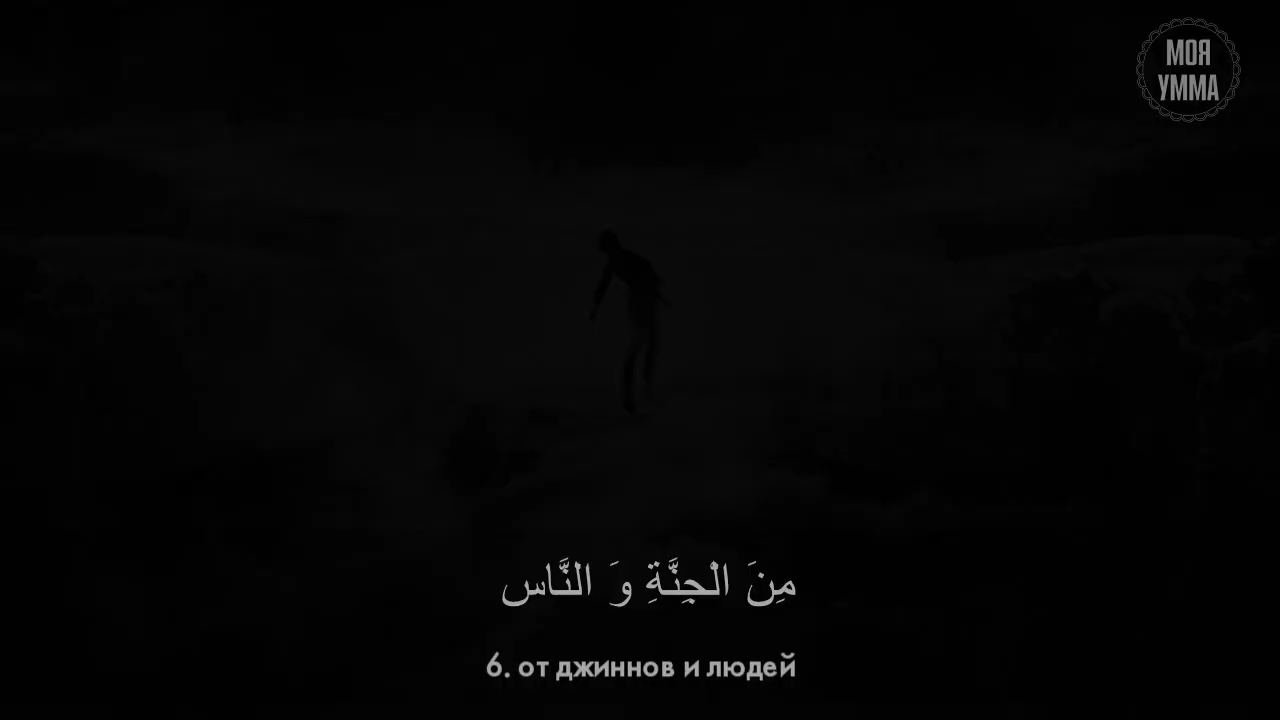 МОЯ
УММА
مِنَ الْجِنَّةِ وَ النَّاس
6. от джиннов и людей